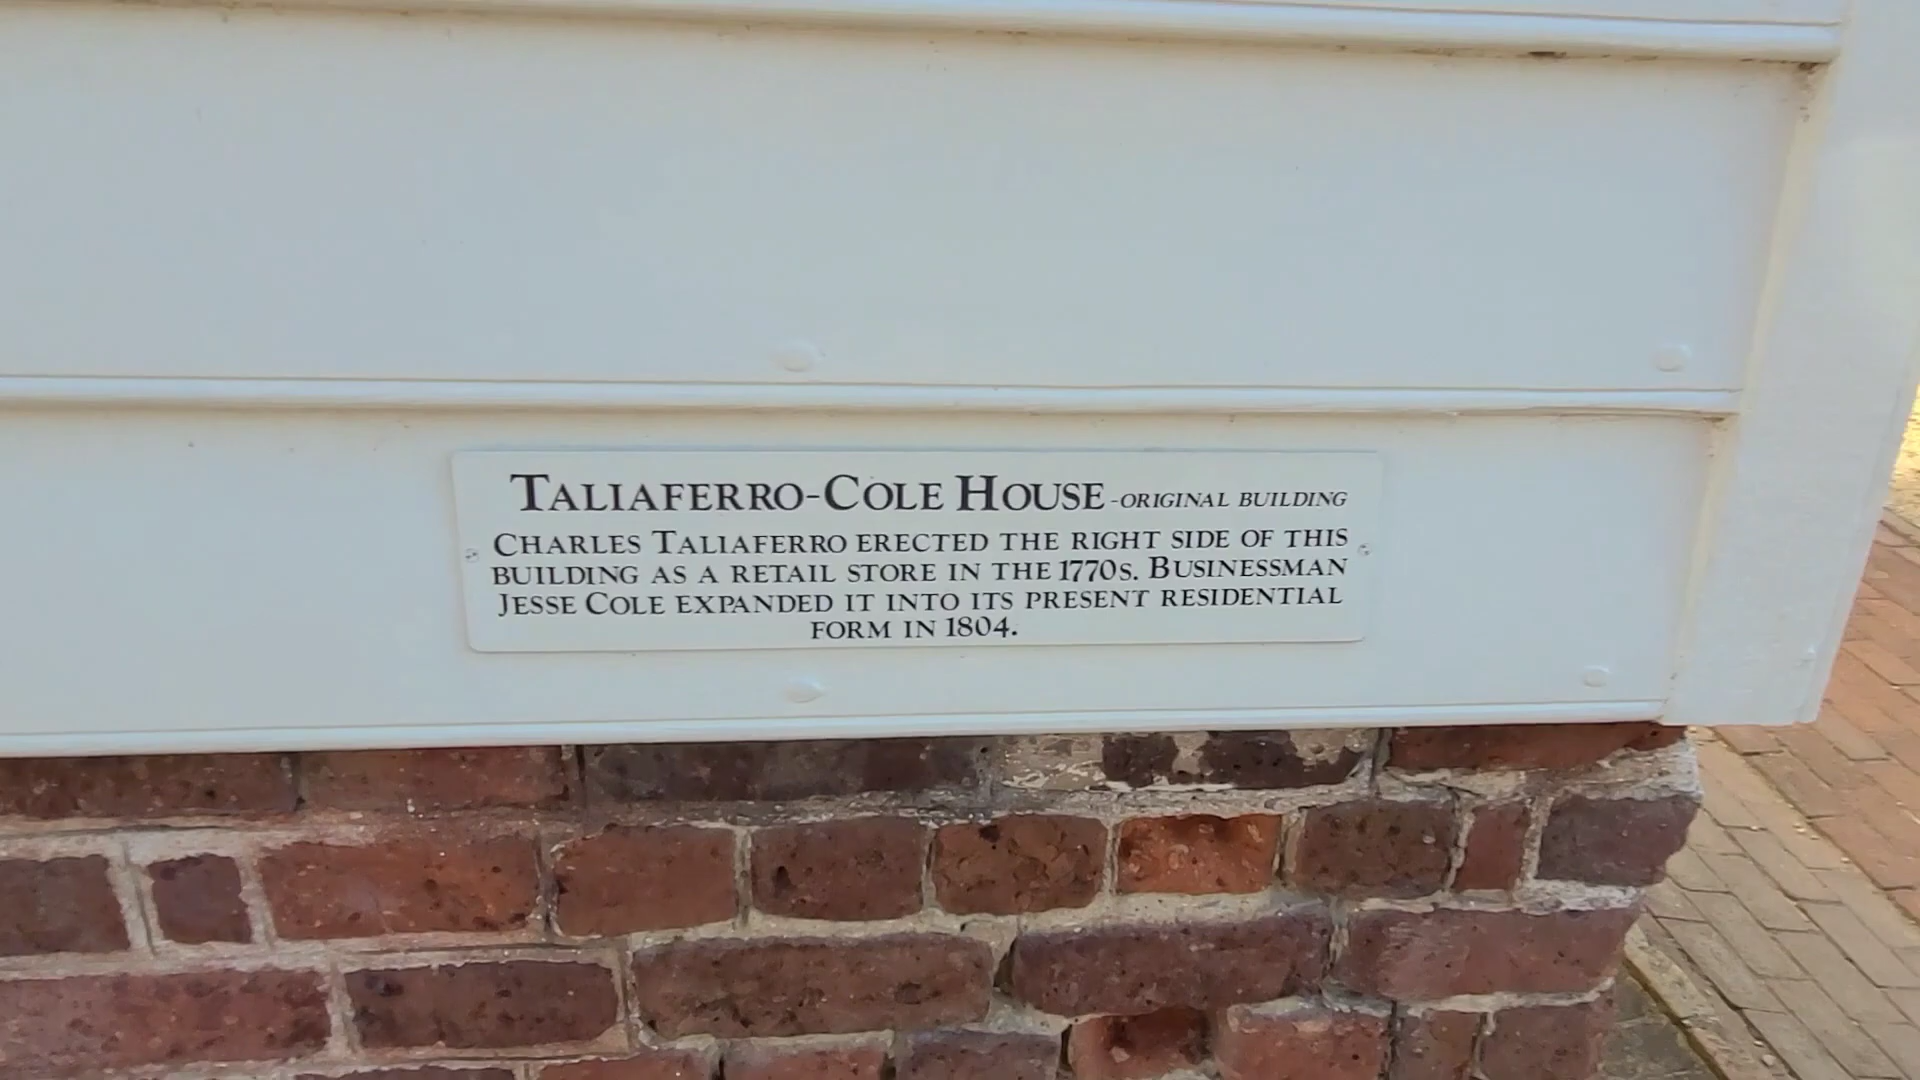 TALIAFERRO-COLE HOUSE -ORIGINAL BUILDING
CHARLES TALIAFERRO ERECTED THE RIGHT SIDE OF THIS
BUILDING AS A RETAIL STORE IN THE 1770S. BUSINESSMAN
JESSE COLE EXPANDED IT INTO ITS PRESENT RESIDENTIAL
FORM IN 1804.